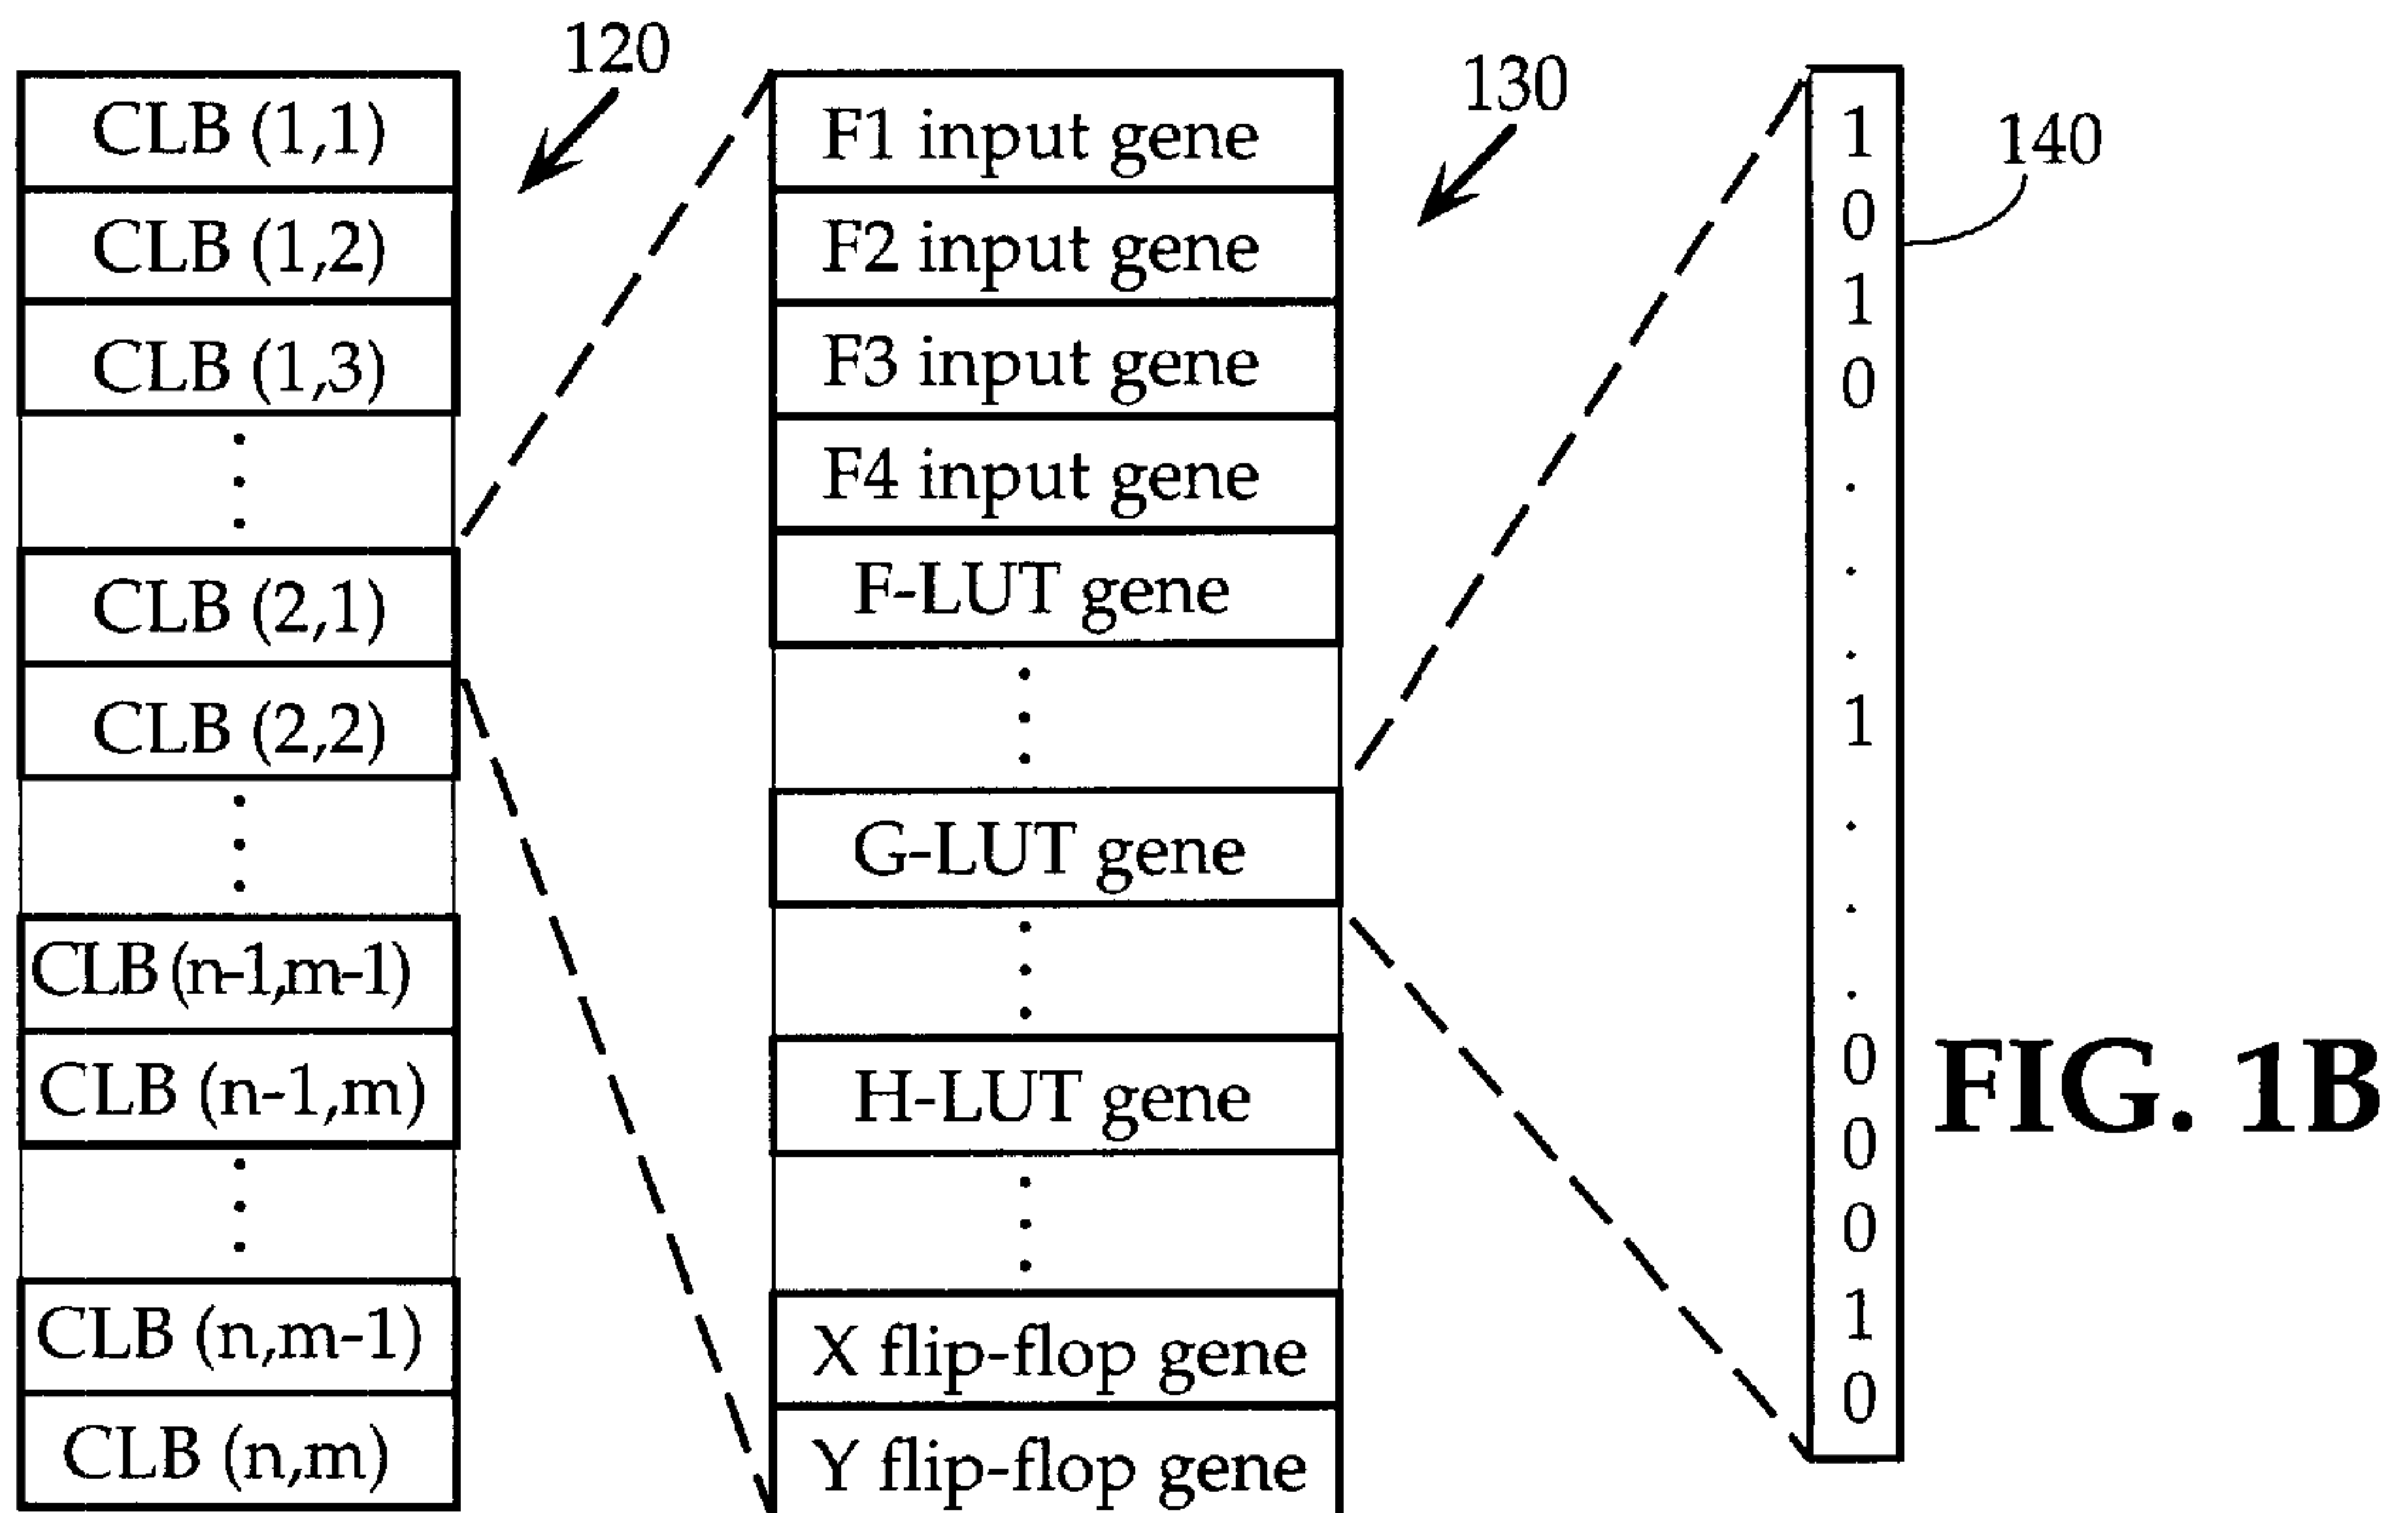 120
CLB (1,1)
CLB (1,2)
CLB (1,3)
CLB (2,1)
CLB (2,2)
CLB (n-1,m-1)
CLB (n-1,m)
CLB (n,m-1)
CLB (n,m)
130
F1 input gene
F2 input gene
F3 input gene
F4 input gene
F-LUT gene
G-LUT gene
H-LUT gene
X flip-flop gene
Y flip-flop gene
140
1
0
1
0
.
.
.
1
.
.
.
0
0
0
1
0
FIG. 1B